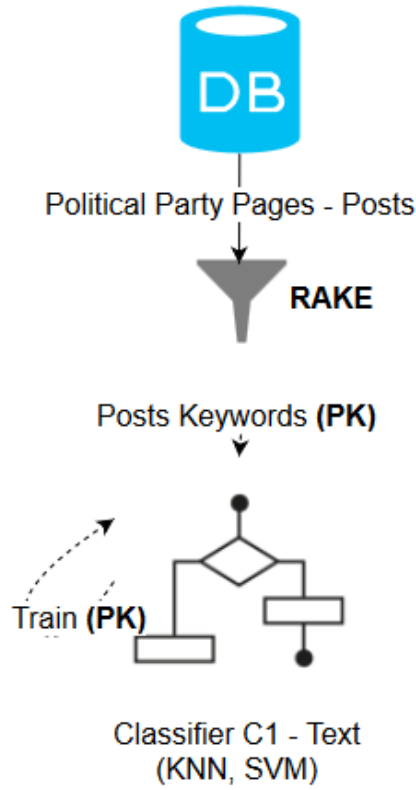 DB
Political Party Pages - Posts
RAKE
Posts Keywords (PK)
Train (PK)
Classifier C1 - Text
(KNN, SVM)